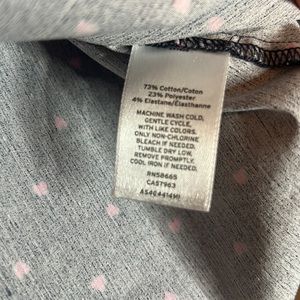 73% Cotton/Coton
23% Polyester
4% Elastane/Elasthanne
MACHINE WASH COLD,
GENTLE CYCLE,
WITH LIKE COLORS.
ONLY NON-CHLORINE
BLEACH IF NEEDED.
TUMBLE DRY LOW,
REMOVE PROMPTLY.
COOL IRON IF NEEDED.
RN58665
CA57963